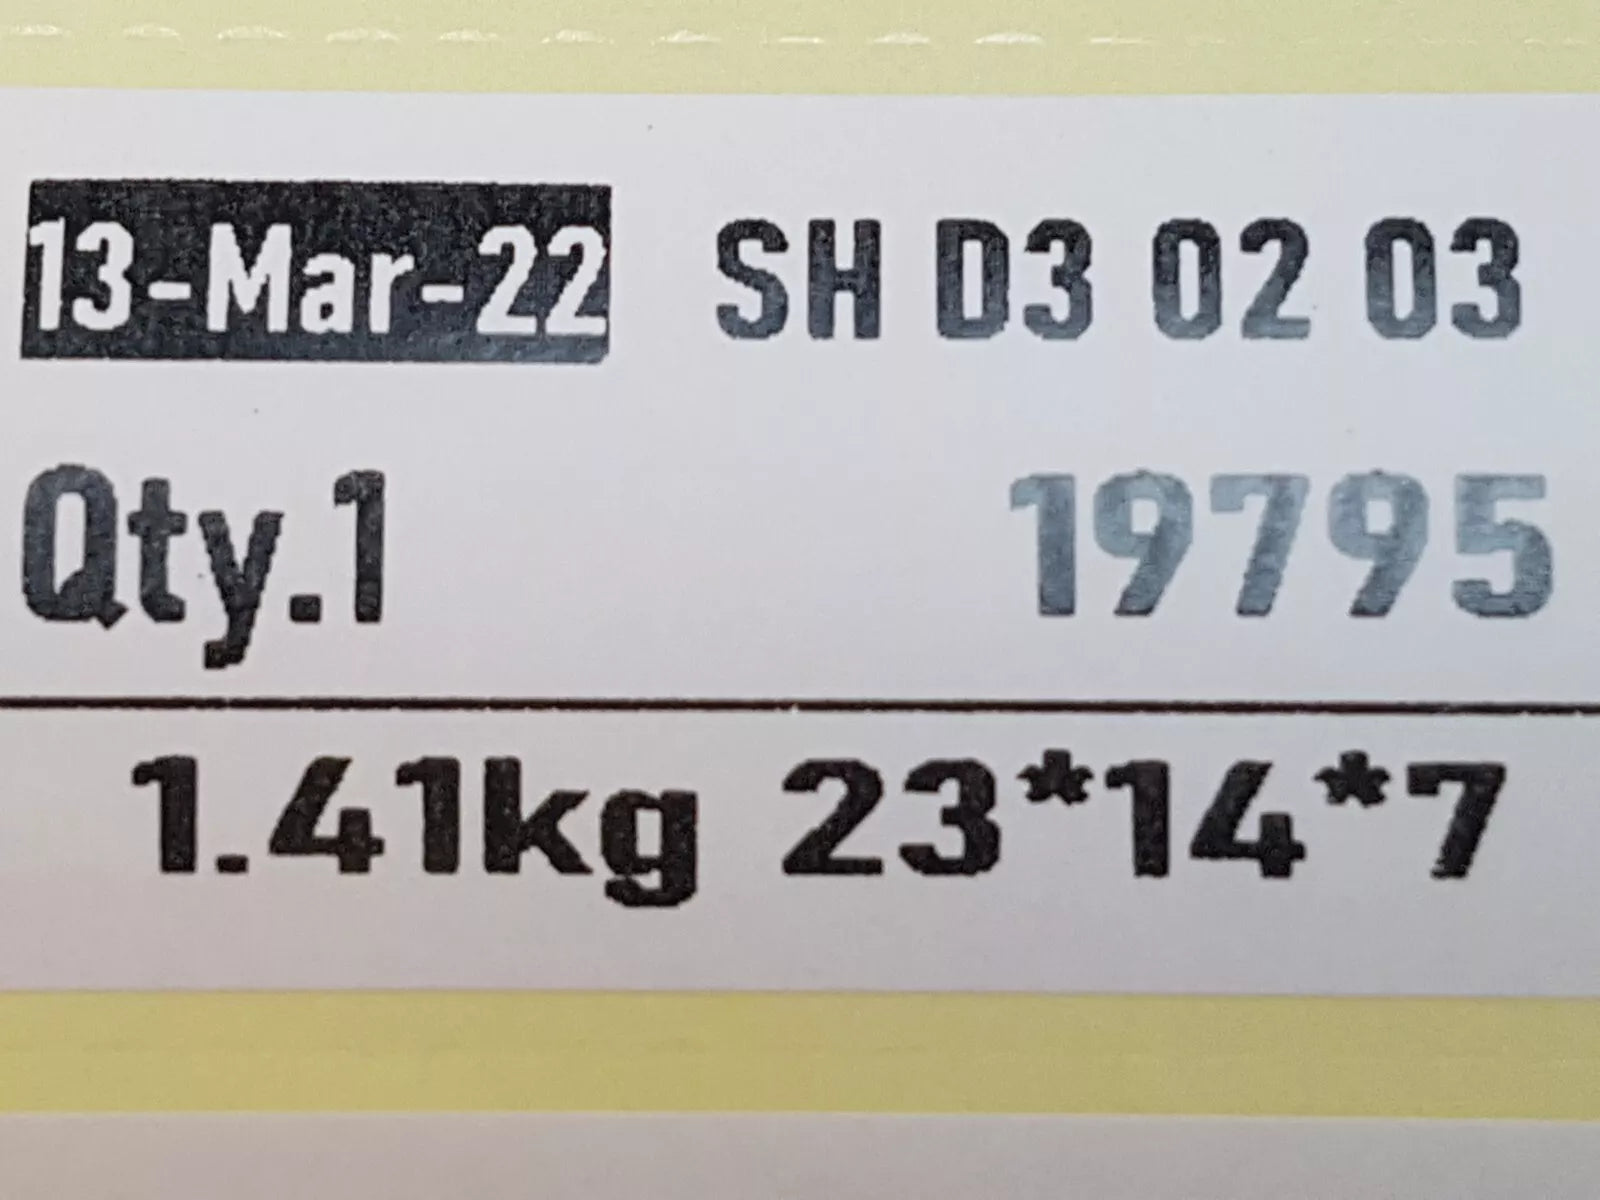 13-Mar-22 SH D3 02 03
Qty.1 19795
1.41kg 23*14*7